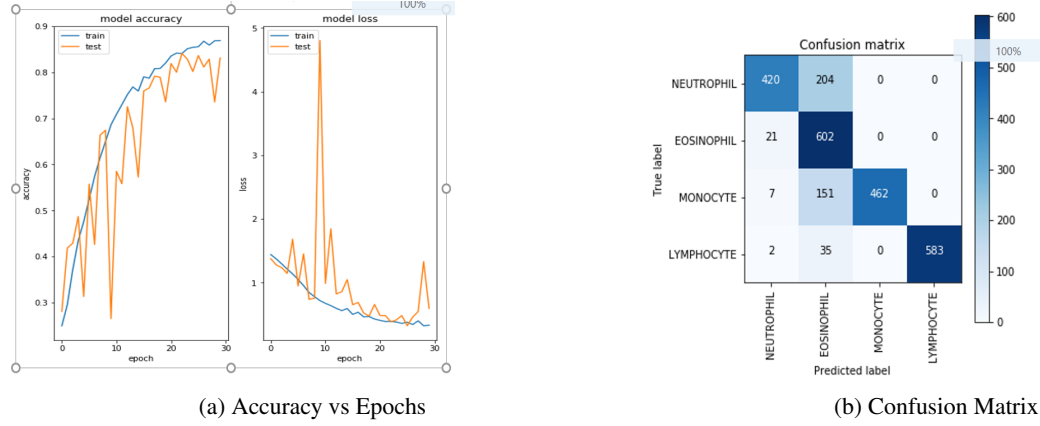 100%
model accuracy
train
test
0.9
0.8
0.7
0.6
0.5
0.4
0.3
accuracy
0
10
20
30
epoch
model loss
train
test
5
4
3
2
1
loss
0
10
20
30
epoch
(a) Accuracy vs Epochs
Confusion matrix
True label
NEUTROPHIL 420 204 0 0
EOSINOPHIL 21 602 0 0
MONOCYTE 7 151 462 0
LYMPHOCYTE 2 35 0 583
NEUTROPHIL
EOSINOPHIL
MONOCYTE
LYMPHOCYTE
Predicted label
600
100%
500
400
300
200
100
0
(b) Confusion Matrix